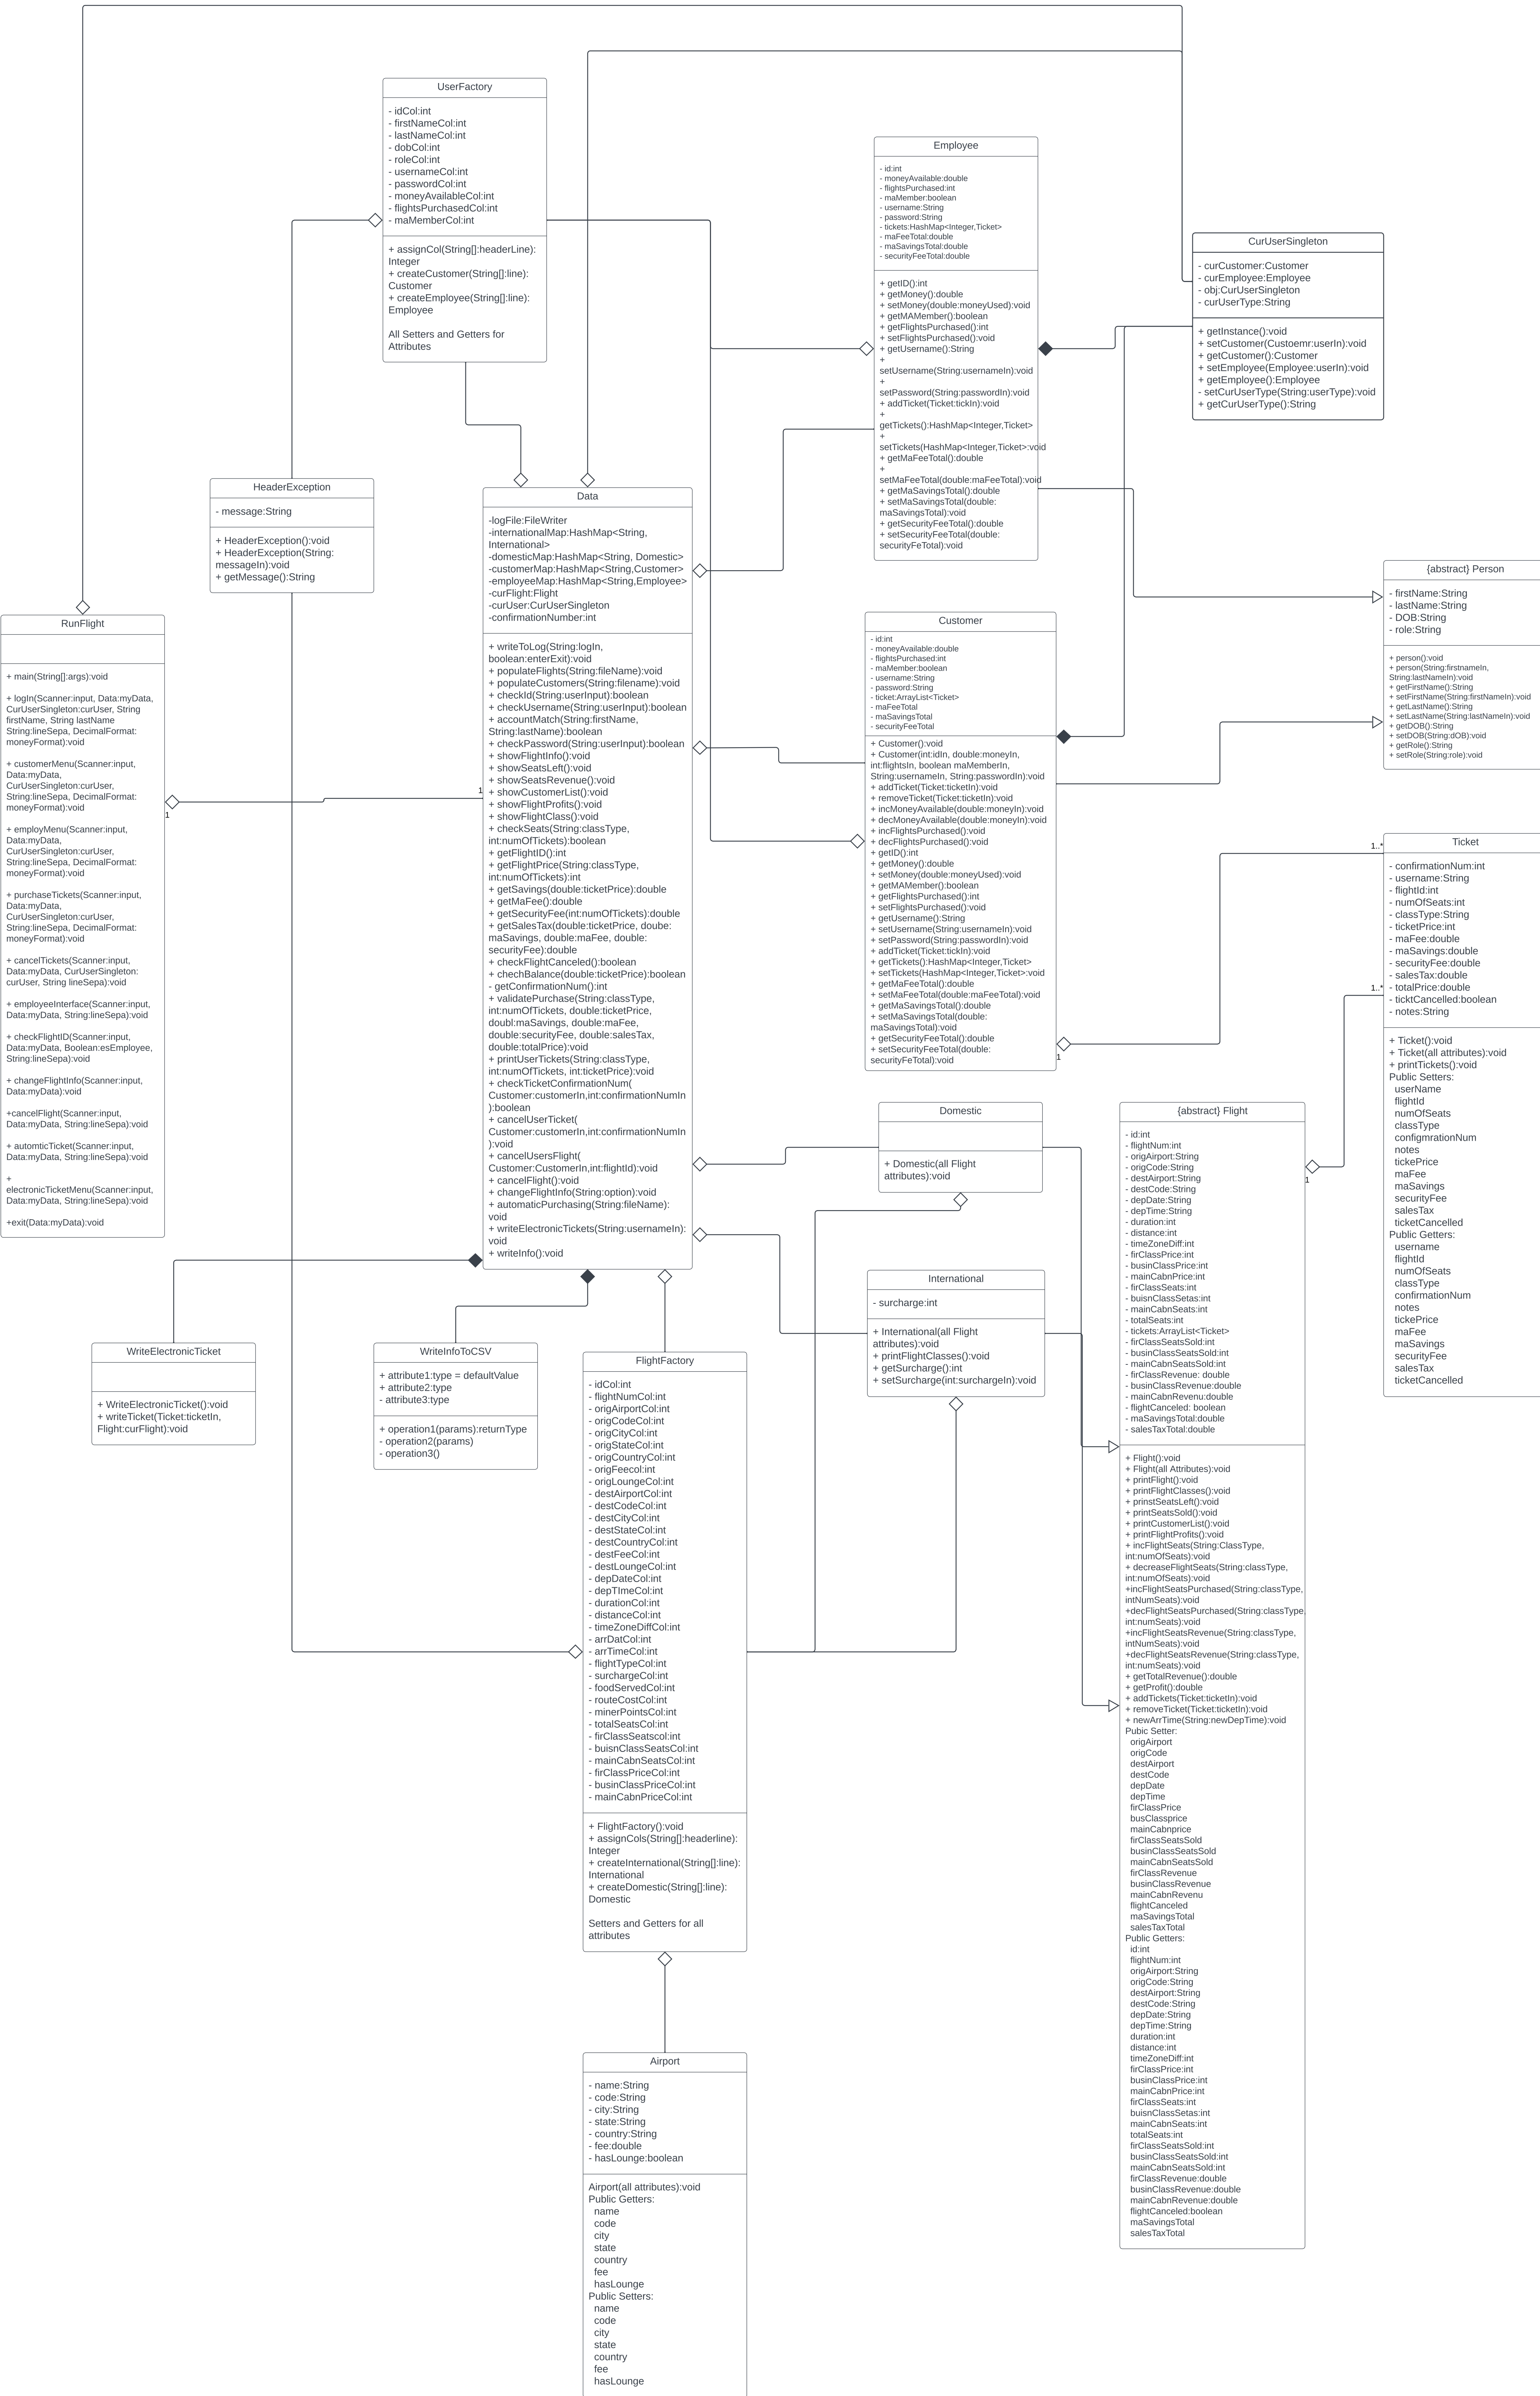 UserFactory
- idCol:int
- firstNameCol:int
- lastNameCol:int
- dobCol:int
- roleCol:int
- usernameCol:int
- passwordCol:int
- moneyAvailableCol:int
- flightsPurchasedCol:int
- maMemberCol:int
+ assignCol(String[]:headerLine):
Integer
+ createCustomer(String[]:line):
Customer
+ createEmployee(String[]:line):
Employee
All Setters and Getters for
Attributes
Employee
- id:int
- moneyAvailable:double
- flightsPurchased:int
- maMember:boolean
- username:String
- password:String
- tickets:HashMap<Integer,Ticket>
- maFeeTotal:double
- maSavingsTotal:double
- securityFeeTotal:double
+ getID():int
+ getMoney():double
+ setMoney(double:moneyUsed):void
+ getMAMember():boolean
+ getFlightsPurchased():int
+ setFlightsPurchased():void
+ getUsername():String
+
setUsername(String:usernameIn):void
+
setPassword(String:passwordIn):void
+ addTicket(Ticket:tickIn):void
+
getTickets():HashMap<Integer,Ticket>
+
setTickets(HashMap<Integer,Ticket>:void
+ getMaFeeTotal():double
+
setMaFeeTotal(double:maFeeTotal):void
+ getMaSavingsTotal():double
+ setMaSavingsTotal(double:
maSavingsTotal):void
+ getSecurityFeeTotal():double
+ setSecurityFeeTotal(double:
securityFeTotal):void
CurUserSingleton
- curCustomer:Customer
- curEmployee:Employee
- obj:CurUserSingleton
- curUserType:String
+ getInstance():void
+ setCustomer(Custoemr:userIn):void
+ getCustomer():Customer
+ setEmployee(Employee:userIn):void
+ getEmployee():Employee
- setCurUserType(String:userType):void
+ getCurUserType():String
HeaderException
- message:String
+ HeaderException():void
+ HeaderException(String:
messageIn):void
+ getMessage():String
Data
-logFile:FileWriter
-internationalMap:HashMap<String,
International>
-domesticMap:HashMap<String, Domestic>
-customerMap:HashMap<String,Customer>
-employeeMap:HashMap<String,Employee>
-curFlight:Flight
-curUser:CurUserSingleton
-confirmationNumber:int
+ writeToLog(String:logIn,
boolean:enterExit):void
+ populateFlights(String:fileName):void
+ populateCustomers(String:filename):void
+ checkId(String:userInput):boolean
+ checkUsername(String:userInput):boolean
+ accountMatch(String:firstName,
String:lastName):boolean
+ checkPassword(String:userInput):boolean
+ showFlightInfo():void
+ showSeatsLeft():void
+ showSeatsRevenue():void
+ showCustomerList():void
+ showFlightProfits():void
+ showFlightClass():void
+ checkSeats(String:classType,
int:numOfTickets):boolean
+ getFlightID():int
+ getFlightPrice(String:classType,
int:numOfTickets):int
+ getSavings(double:ticketPrice):double
+ getMaFee():double
+ getSecurityFee(int:numOfTickets):double
+ getSalesTax(double:ticketPrice, doube:
maSavings, double:maFee, double:
securityFee):double
+ checkFlightCanceled():boolean
+ chechBalance(double:ticketPrice):boolean
- getConfirmationNum():int
+ validatePurchase(String:classType,
int:numOfTickets, double:ticketPrice,
doubl:maSavings, double:maFee,
double:securityFee, double:salesTax,
double:totalPrice):void
+ printUserTickets(String:classType,
int:numOfTickets, int:ticketPrice):void
+ checkTicketConfirmationNum(
Customer:customerIn,int:confirmationNumIn
):boolean
+ cancelUserTicket(
Customer:customerIn,int:confirmationNumIn
):void
+ cancelUsersFlight(
Customer:CustomerIn,int:flightId):void
+ cancelFlight():void
+ changeFlightInfo(String:option):void
+ automaticPurchasing(String:fileName):
void
+ writeElectronicTickets(String:usernameIn):
void
+ writeInfo():void
1
RunFlight
+ main(String[]:args):void
+ logIn(Scanner:input, Data:myData,
CurUserSingleton:curUser, String
firstName, String lastName
String:lineSepa, DecimalFormat:
moneyFormat):void
+ customerMenu(Scanner:input,
Data:myData,
CurUserSingleton:curUser,
String:lineSepa, DecimalFormat:
moneyFormat):void
+ employMenu(Scanner:input,
Data:myData,
CurUserSingleton:curUser,
String:lineSepa, DecimalFormat:
moneyFormat):void
+ purchaseTickets(Scanner:input,
Data:myData,
CurUserSingleton:curUser,
String:lineSepa, DecimalFormat:
moneyFormat):void
+ cancelTickets(Scanner:input,
Data:myData, CurUserSingleton:
curUser, String lineSepa):void
+ employeeInterface(Scanner:input,
Data:myData, String:lineSepa):void
+ checkFlightID(Scanner:input,
Data:myData, Boolean:esEmployee,
String:lineSepa):void
+ changeFlightInfo(Scanner:input,
Data:myData):void
+cancelFlight(Scanner:input,
Data:myData, String:lineSepa):void
+ automticTicket(Scanner:input,
Data:myData, String:lineSepa):void
+
electronicTicketMenu(Scanner:input,
Data:myData, String:lineSepa):void
+exit(Data:myData):void
1
Customer
- id:int
- moneyAvailable:double
- flightsPurchased:int
- maMember:boolean
- username:String
- password:String
- ticket:ArrayList<Ticket>
- maFeeTotal
- maSavingsTotal
- securityFeeTotal
+ Customer():void
+ Customer(int:idIn, double:moneyIn,
int:flightsIn, boolean maMemberIn,
String:usernameIn, String:passwordIn):void
+ addTicket(Ticket:ticketIn):void
+ removeTicket(Ticket:ticketIn):void
+ incMoneyAvailable(double:moneyIn):void
+ decMoneyAvailable(double:moneyIn):void
+ incFlightsPurchased():void
+ decFlightsPurchased():void
+ getID():int
+ getMoney():double
+ setMoney(double:moneyUsed):void
+ getMAMember():boolean
+ getFlightsPurchased():int
+ setFlightsPurchased():void
+ getUsername():String
+ setUsername(String:usernameIn):void
+ setPassword(String:passwordIn):void
+ addTicket(Ticket:tickIn):void
+ getTickets():HashMap<Integer,Ticket>
+ setTickets(HashMap<Integer,Ticket>:void
+ getMaFeeTotal():double
+ setMaFeeTotal(double:maFeeTotal):void
+ getMaSavingsTotal():double
+ setMaSavingsTotal(double:
maSavingsTotal):void
+ getSecurityFeeTotal():double
+ setSecurityFeeTotal(double:
securityFeTotal):void
1
{abstract} Person
- firstName:String
- lastName:String
- DOB:String
- role:String
+ person():void
+ person(String:firstnameIn,
String:lastNameIn):void
+ getFirstName():String
+ setFirstName(String:firstNameIn):void
+ getLastName():String
+ setLastName(String:lastNameIn):void
+ getDOB():String
+ setDOB(String:dOB):void
+ getRole():String
+ setRole(String:role):void
1..*
1..*
Ticket
- confirmationNum:int
- username:String
- flightId:int
- numOfSeats:int
- classType:String
- ticketPrice:int
- maFee:double
- maSavings:double
- securityFee:double
- salesTax:double
- totalPrice:double
- ticktCancelled:boolean
- notes:String
+ Ticket():void
+ Ticket(all attributes):void
+ printTickets():void
Public Setters:
userName
flightId
numOfSeats
classType
configmrationNum
notes
tickePrice
maFee
maSavings
securityFee
salesTax
ticketCancelled
Public Getters:
username
flightId
numOfSeats
classType
confirmationNum
notes
tickePrice
maFee
maSavings
securityFee
salesTax
ticketCancelled
Domestic
+ Domestic(all Flight
attributes):void
International
- surcharge:int
+ International(all Flight
attributes):void
+ printFlightClasses():void
+ getSurcharge():int
+ setSurcharge(int:surchargeIn):void
{abstract} Flight
- id:int
- flightNum:int
- origAirport:String
- origCode:String
- destAirport:String
- destCode:String
- depDate:String
- depTime:String
- duration:int
- distance:int
- timeZoneDiff:int
- firClassPrice:int
- businClassPrice:int
- mainCabnPrice:int
- firClassSeats:int
- buisnClassSetas:int
- mainCabnSeats:int
- totalSeats:int
- tickets:ArrayList<Ticket>
- firClassSeatsSold:int
- businClassSeatsSold:int
- mainCabnSeatsSold:int
- firClassRevenue: double
- businClassRevenue:double
- mainCabnRevenu:double
- flightCanceled: boolean
- maSavingsTotal:double
- salesTaxTotal:double
+ Flight():void
+ Flight(all Attributes):void
+ printFlight():void
+ printFlightClasses():void
+ prinstSeatsLeft():void
+ printSeatsSold():void
+ printCustomerList():void
+ printFlightProfits():void
+ incFlightSeats(String:ClassType,
int:numOfSeats):void
+ decreaseFlightSeats(String:classType,
int:numOfSeats):void
+incFlightSeatsPurchased(String:classType,
intNumSeats):void
+decFlightSeatsPurchased(String:classType,
int:numSeats):void
+incFlightSeatsRevenue(String:classType,
intNumSeats):void
+decFlightSeatsRevenue(String:classType,
int:numSeats):void
+ getTotalRevenue():double
+ getProfit():double
+ addTickets(Ticket:ticketIn):void
+ removeTicket(Ticket:ticketIn):void
+ newArrTime(String:newDepTime):void
Pubic Setter:
origAirport
origCode
destAirport
destCode
depDate
depTime
firClassPrice
busClassprice
mainCabnprice
firClassSeatsSold
businClassSeatsSold
mainCabnSeatsSold
firClassRevenue
businClassRevenue
mainCabnRevenu
flightCanceled
maSavingsTotal
salesTaxTotal
Public Getters:
id:int
flightNum:int
origAirport:String
origCode:String
destAirport:String
destCode:String
depDate:String
depTime:String
duration:int
distance:int
timeZoneDiff:int
firClassPrice:int
businClassPrice:int
mainCabnPrice:int
firClassSeats:int
buisnClassSetas:int
mainCabnSeats:int
totalSeats:int
firClassSeatsSold:int
businClassSeatsSold:int
mainCabnSeatsSold:int
firClassRevenue:double
businClassRevenue:double
mainCabnRevenue:double
flightCanceled:boolean
maSavingsTotal
salesTaxTotal
1
WriteElectronicTicket
+ WriteElectronicTicket():void
+ writeTicket(Ticket:ticketIn,
Flight:curFlight):void
WriteInfoToCSV
+ attribute1:type = defaultValue
+ attribute2:type
- attribute3:type
+ operation1(params):returnType
- operation2(params)
- operation3()
FlightFactory
- idCol:int
- flightNumCol:int
- origAirportCol:int
- origCodeCol:int
- origCityCol:int
- origStateCol:int
- origCountryCol:int
- origFeecol:int
- origLoungeCol:int
- destAirportCol:int
- destCodeCol:int
- destCityCol:int
- destStateCol:int
- destCountryCol:int
- destFeeCol:int
- destLoungeCol:int
- depDateCol:int
- depTImeCol:int
- durationCol:int
- distanceCol:int
- timeZoneDiffCol:int
- arrDatCol:int
- arrTimeCol:int
- flightTypeCol:int
- surchargeCol:int
- foodServedCol:int
- routeCostCol:int
- minerPointsCol:int
- totalSeatsCol:int
- firClassSeatscol:int
- buisnClassSeatsCol:int
- mainCabnSeatsCol:int
- firClassPriceCol:int
- businClassPriceCol:int
- mainCabnPriceCol:int
+ FlightFactory():void
+ assignCols(String[]:headerline):
Integer
+ createInternational(String[]:line):
International
+ createDomestic(String[]:line):
Domestic
Setters and Getters for all
attributes
Airport
- name:String
- code:String
- city:String
- state:String
- country:String
- fee:double
- hasLounge:boolean
Airport(all attributes):void
Public Getters:
name
code
city
state
country
fee
hasLounge
Public Setters:
name
code
city
state
country
fee
hasLounge